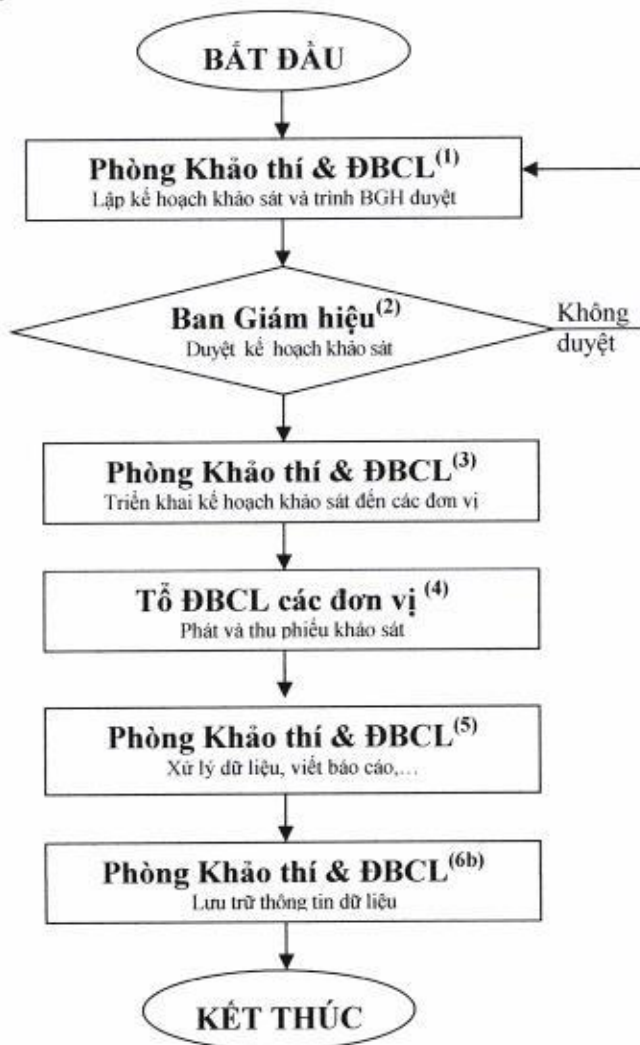 BẮT ĐẦU
Phòng Khảo thí & ĐBCL(1)
Lập kế hoạch khảo sát và trình BGH duyệt
Ban Giám hiệu(2)
Duyệt kế hoạch khảo sát
Không
duyệt
Phòng Khảo thí & ĐBCL(3)
Triển khai kế hoạch khảo sát đến các đơn vị
Tổ ĐBCL các đơn vị (4)
Phát và thu phiếu khảo sát
Phòng Khảo thí & ĐBCL(5)
Xử lý dữ liệu, viết báo cáo,...
Phòng Khảo thí & ĐBCL(6b)
Lưu trữ thông tin dữ liệu
KẾT THÚC